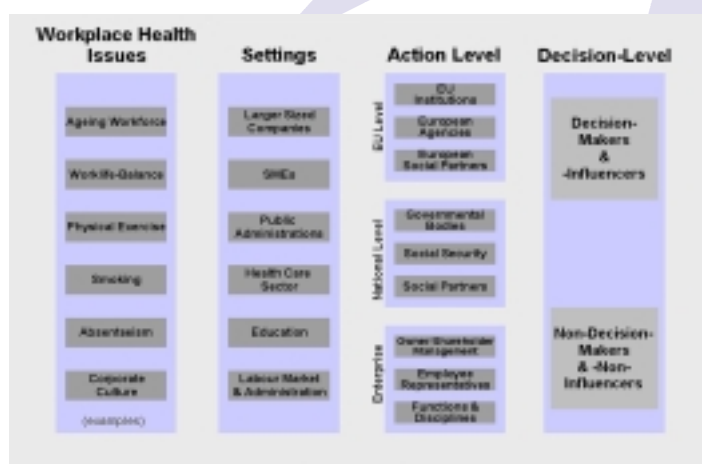 Workplace Health
Issues
Ageing Workforce
Worklife-Balance
Physical Exercise
Smoking
Absenteeism
Corporate
Culture
(examples)
Settings
Larger Sized
Companies
SMEs
Public
Administrations
Health Care
Sector
Education
Labour Market
& Administration
Action Level
EU Level
EU
Institutions
European
Agencies
European
Social Partners
National Level
Governmental
Bodies
Social Security
Social Partners
Enterprise
Owner/Shareholder
Management
Employee
Representatives
Functions &
Disciplines
Decision-Level
Decision-
Makers
&
-Influencers
Non-Decision-
Makers
& -Non-
Influencers